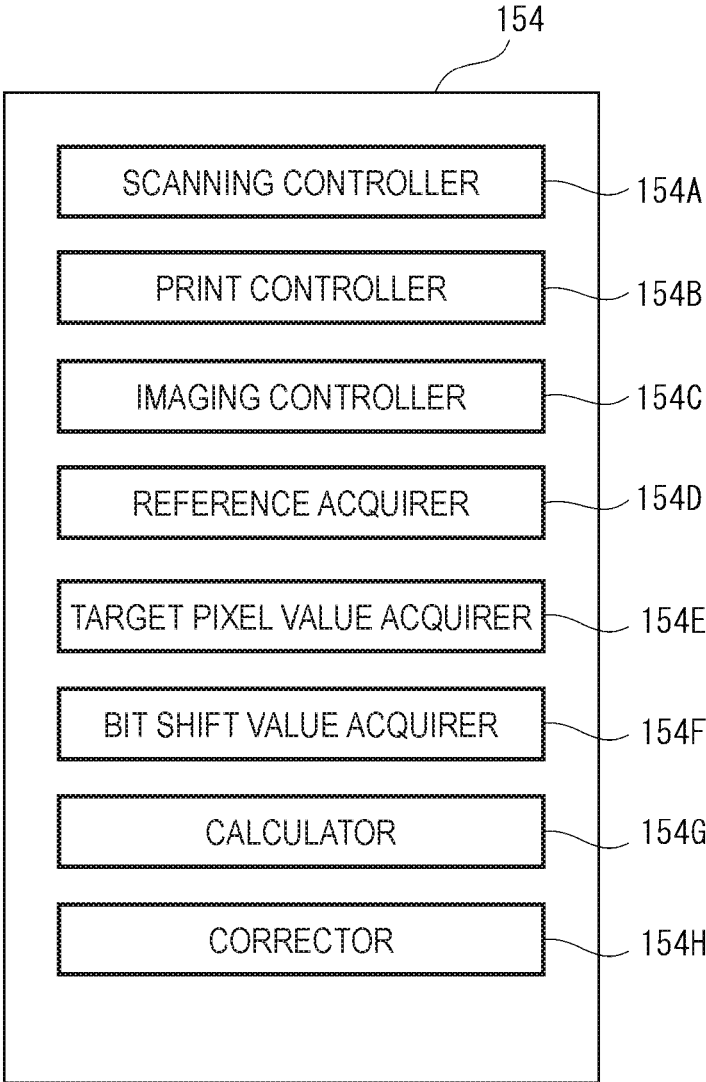 154
SCANNING CONTROLLER
154A
PRINT CONTROLLER
154B
IMAGING CONTROLLER
154C
REFERENCE ACQUIRER
154D
TARGET PIXEL VALUE ACQUIRER
154E
BIT SHIFT VALUE ACQUIRER
154F
CALCULATOR
154G
CORRECTOR
154H